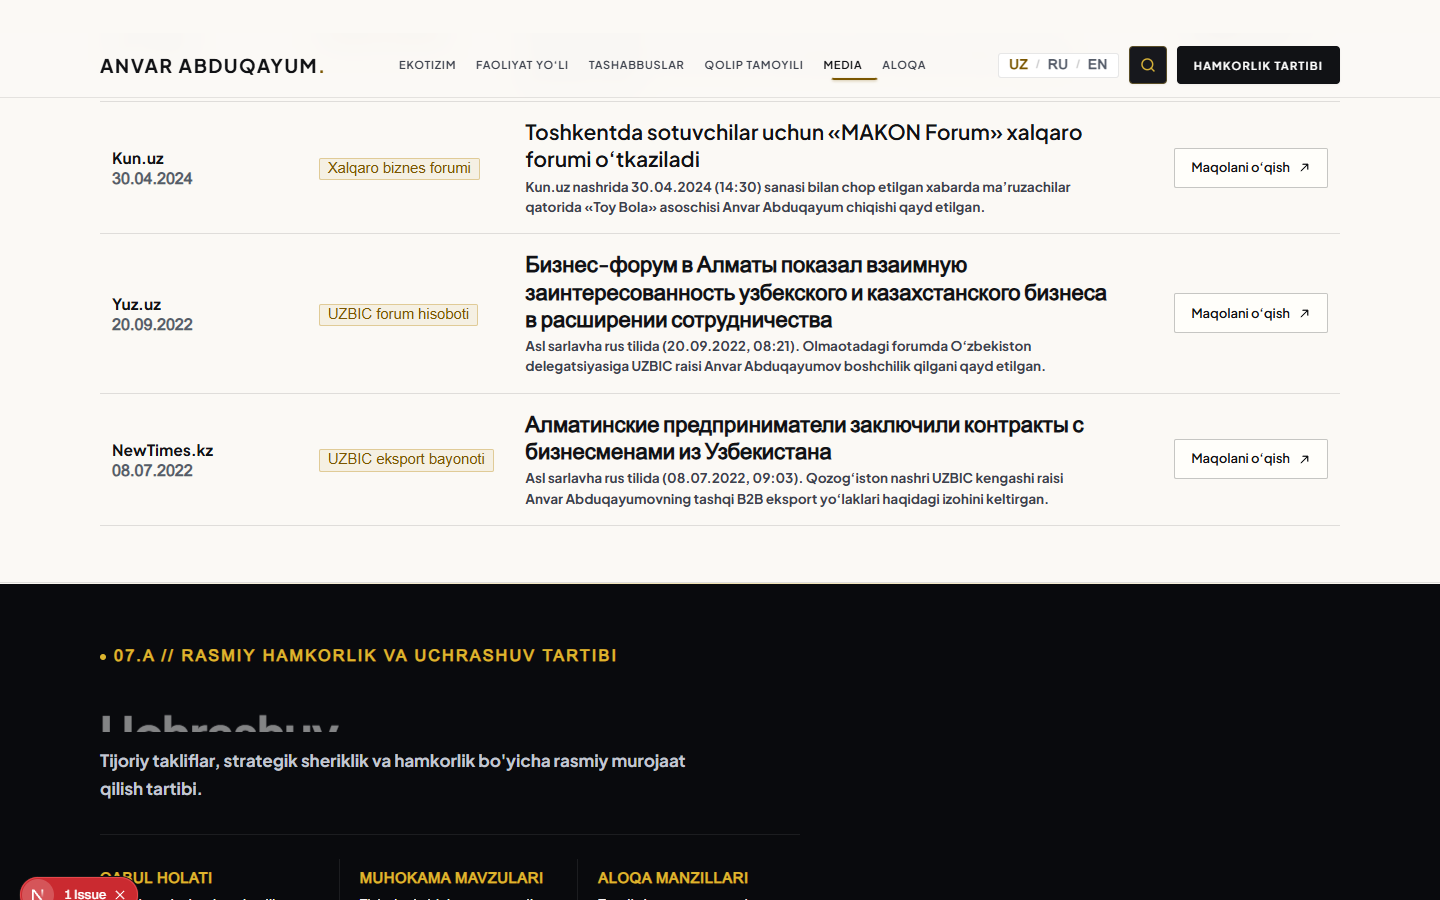 ANVAR ABDUQAYUM.
EKOTIZIM FAOLIYAT YO'LI TASHABBUSLAR QOLIP TAMOYILI MEDIA ALOQA
UZ / RU / EN
HAMKORLIK TARTIBI
Kun.uz
30.04.2024
Xalqaro biznes forumi
Toshkentda sotuvchilar uchun «MAKON Forum» xalqaro
forumi oʻtkaziladi
Kun.uz nashrida 30.04.2024 (14:30) sanasi bilan chop etilgan xabarda ma’ruzachilar
qatorida «Toy Bola» asoschisi Anvar Abduqayum chiqishi qayd etilgan.
Maqolani oʻqish
Yuz.uz
20.09.2022
UZBIC forum hisoboti
Бизнес-форум в Алматы показал взаимную
заинтересованность узбекского и казахстанского бизнеса
в расширении сотрудничества
Asl sarlavha rus tilida (20.09.2022, 08:21). Olmaotadagi forumda Oʻzbekiston
delegatsiyasiga UZBIC raisi Anvar Abduqayumov boshchilik qilgani qayd etilgan.
Maqolani oʻqish
NewTimes.kz
08.07.2022
UZBIC eksport bayonoti
Алматинские предприниматели заключили контракты с
бизнесменами из Узбекистана
Asl sarlavha rus tilida (08.07.2022, 09:03). Qozogʻiston nashri UZBIC kengashi raisi
Anvar Abduqayumovning tashqi B2B eksport yoʻlaklari haqidagi izohini keltirgan.
Maqolani oʻqish
• 07.A // RASMIY HAMKORLIK VA UCHRASHUV TARTIBI
Uchrashuv
Tijoriy takliflar, strategik sheriklik va hamkorlik bo'yicha rasmiy murojaat
qilish tartibi.
QABUL HOLATI
MUHOKAMA MAVZULARI
ALOQA MANZILLARI
N 1 Issue